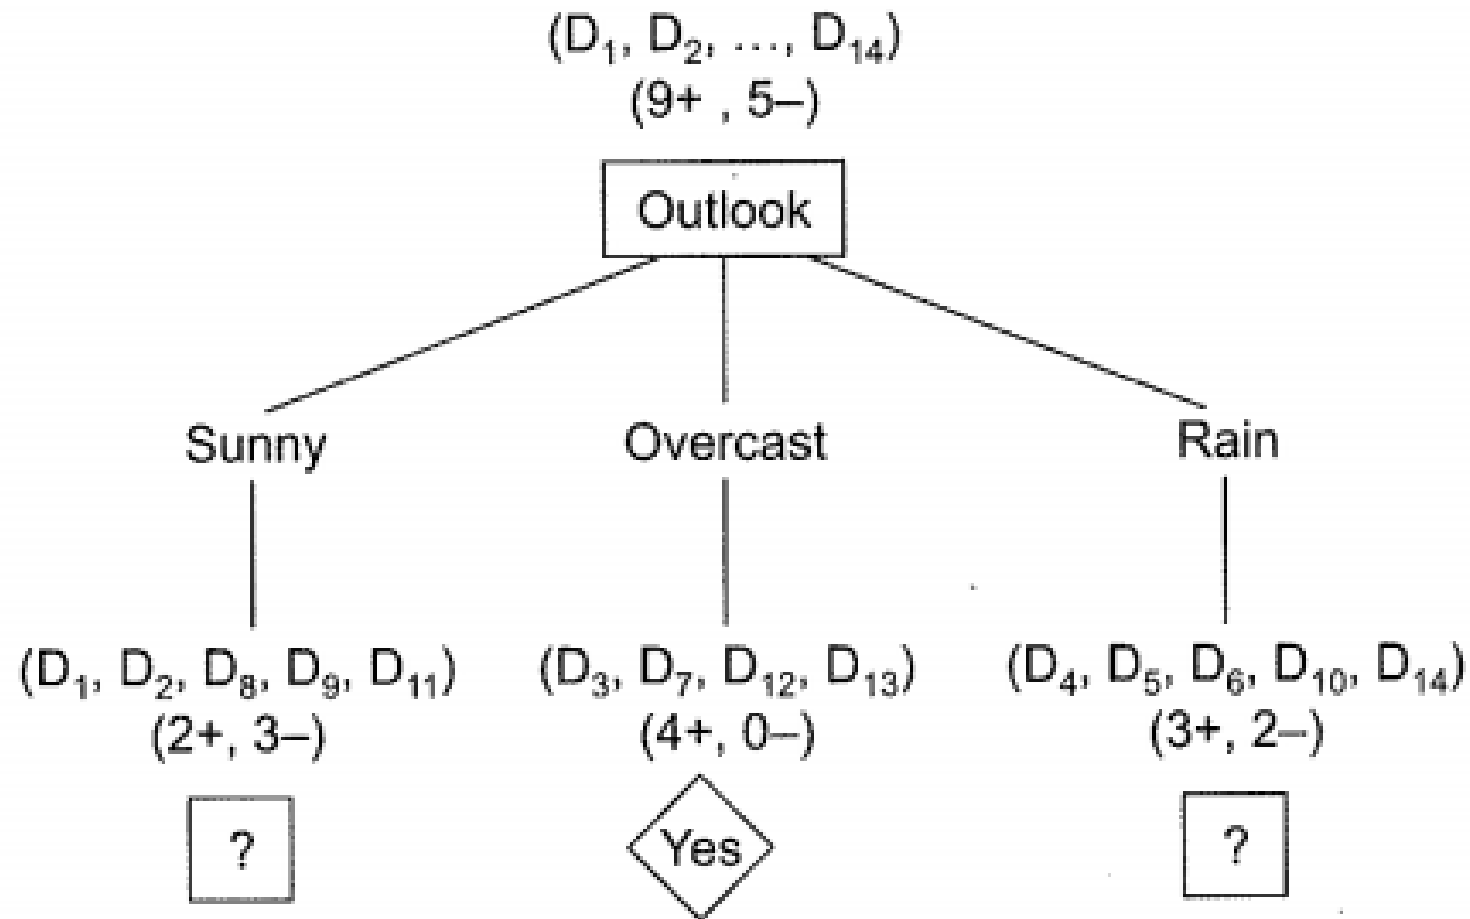 (D₁, D₂, ..., D₁₄)
(9+ , 5–)
Outlook
Sunny
Overcast
Rain
(D₁, D₂, D₈, D₉, D₁₁)
(D₃, D₇, D₁₂, D₁₃)
(D₄, D₅, D₆, D₁₀, D₁₄)
(2+, 3–)
(4+, 0–)
(3+, 2–)
?
Yes
?